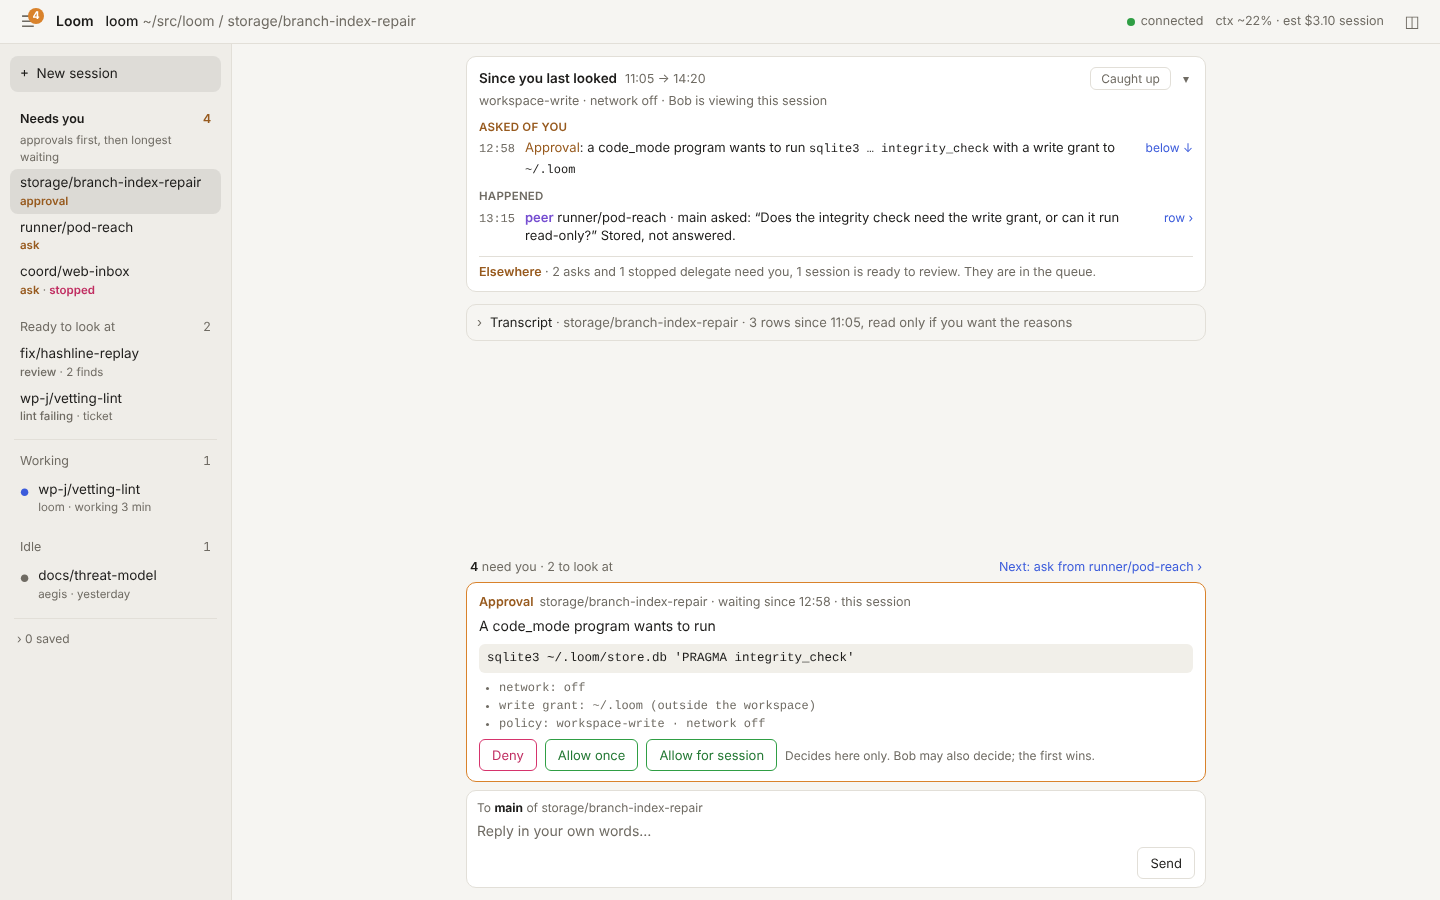 4
Loom loom ~/src/loom / storage/branch-index-repair
connected ctx ~22% · est $3.10 session
+ New session
Needs you 4
approvals first, then longest
waiting
storage/branch-index-repair
approval
runner/pod-reach
ask
coord/web-inbox
ask · stopped
Ready to look at 2
fix/hashline-replay
review · 2 finds
wp-j/vetting-lint
lint failing · ticket
Working 1
wp-j/vetting-lint
loom · working 3 min
Idle 1
docs/threat-model
aegis · yesterday
› 0 saved
Since you last looked 11:05 → 14:20
Caught up ▾
workspace-write · network off · Bob is viewing this session
ASKED OF YOU
12:58 Approval: a code_mode program wants to run sqlite3 … integrity_check with a write grant to below ↓
~/.loom
HAPPENED
13:15 peer runner/pod-reach · main asked: “Does the integrity check need the write grant, or can it run row ›
read-only?” Stored, not answered.
Elsewhere · 2 asks and 1 stopped delegate need you, 1 session is ready to review. They are in the queue.
› Transcript · storage/branch-index-repair · 3 rows since 11:05, read only if you want the reasons
4 need you · 2 to look at Next: ask from runner/pod-reach ›
Approval storage/branch-index-repair · waiting since 12:58 · this session
A code_mode program wants to run
sqlite3 ~/.loom/store.db 'PRAGMA integrity_check'
• network: off
• write grant: ~/.loom (outside the workspace)
• policy: workspace-write · network off
Deny Allow once Allow for session Decides here only. Bob may also decide; the first wins.
To main of storage/branch-index-repair
Reply in your own words...
Send